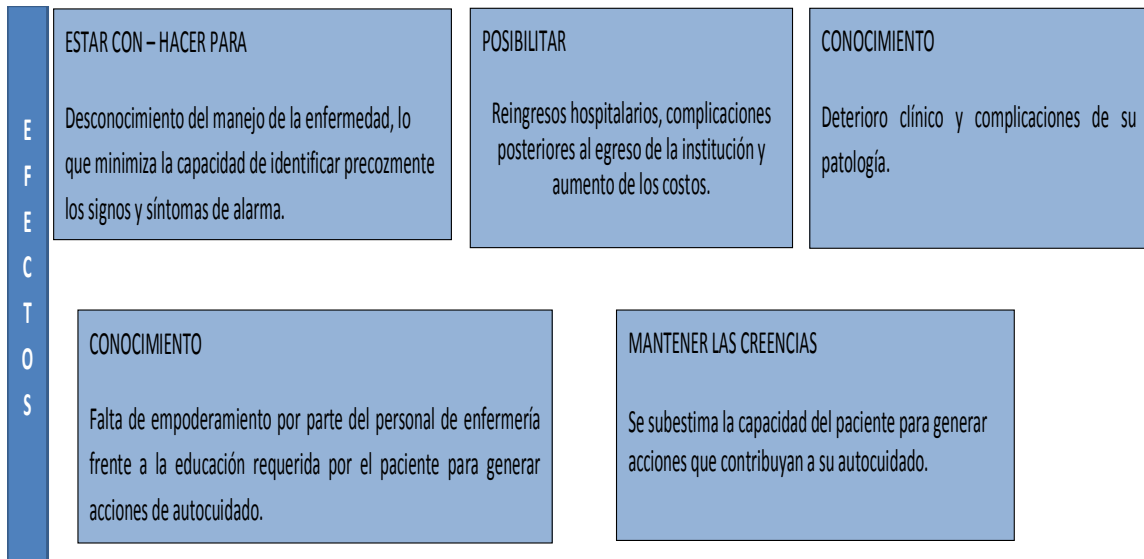 EFECTOS
ESTAR CON – HACER PARA
Desconocimiento del manejo de la enfermedad, lo
que minimiza la capacidad de identificar precozmente
los signos y síntomas de alarma.
POSIBILITAR
Reingresos hospitalarios, complicaciones
posteriores al egreso de la institución y
aumento de los costos.
CONOCIMIENTO
Deterioro clínico y complicaciones de su
patología.
CONOCIMIENTO
Falta de empoderamiento por parte del personal de enfermería
frente a la educación requerida por el paciente para generar
acciones de autocuidado.
MANTENER LAS CREENCIAS
Se subestima la capacidad del paciente para generar
acciones que contribuyan a su autocuidado.